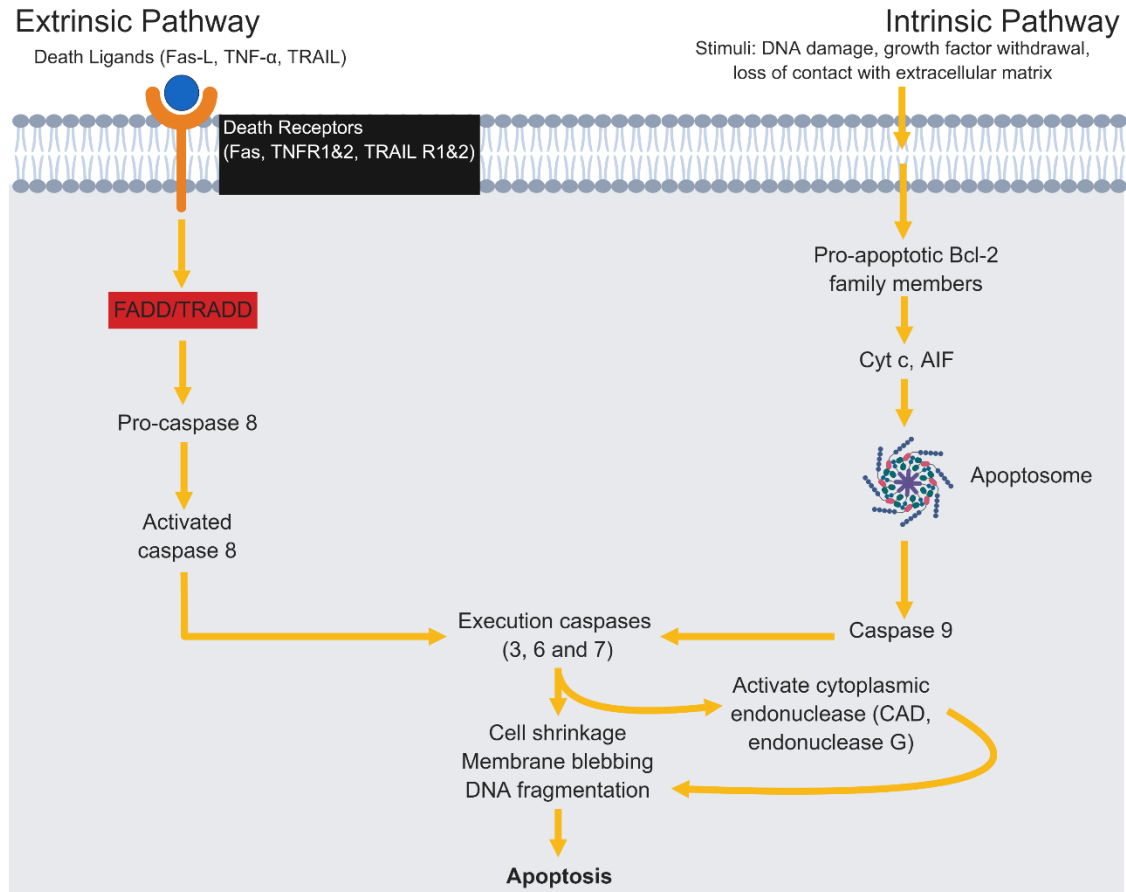 Extrinsic Pathway
Death Ligands (Fas-L, TNF-α, TRAIL)
Death Receptors
(Fas, TNFR1&2, TRAIL R1&2)
FADD/TRADD
Pro-caspase 8
Activated
caspase 8
Intrinsic Pathway
Stimuli: DNA damage, growth factor withdrawal,
loss of contact with extracellular matrix
Pro-apoptotic Bcl-2
family members
Cyt c, AIF
Apoptosome
Caspase 9
Execution caspases
(3, 6 and 7)
Activate cytoplasmic
endonuclease (CAD,
endonuclease G)
Cell shrinkage
Membrane blebbing
DNA fragmentation
Apoptosis